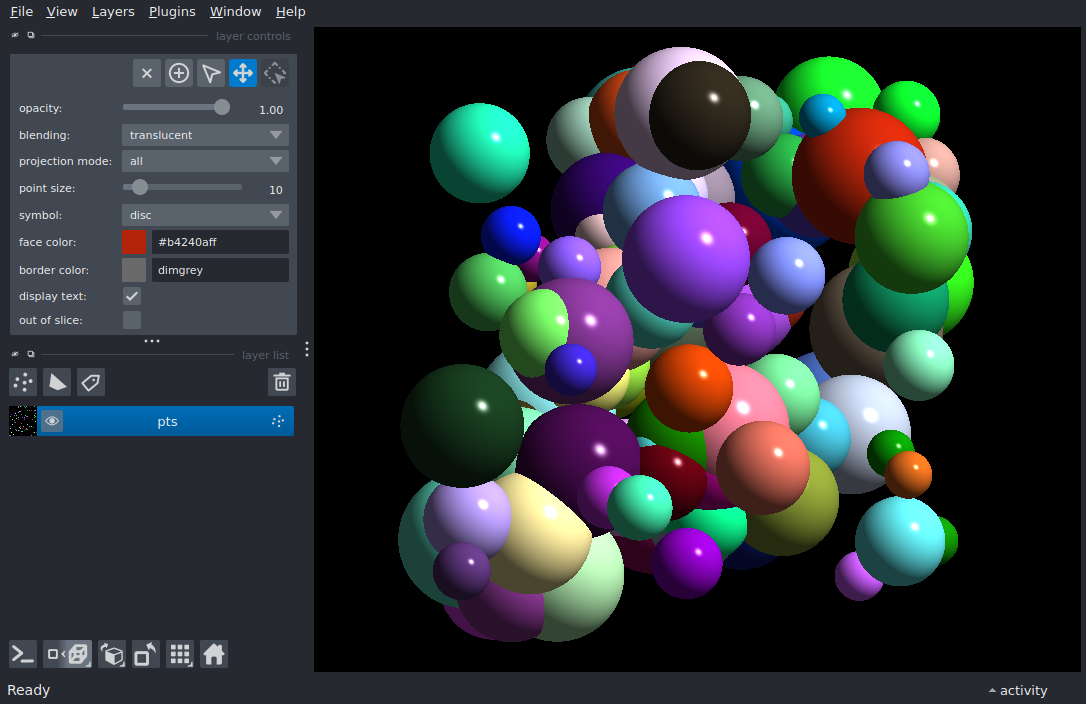 File View Layers Plugins Window Help
layer controls
opacity: 1.00
blending: translucent
projection mode: all
point size: 10
symbol: disc
face color: #b4240aff
border color: dimgrey
display text:
out of slice:
layer list
pts
Ready
activity